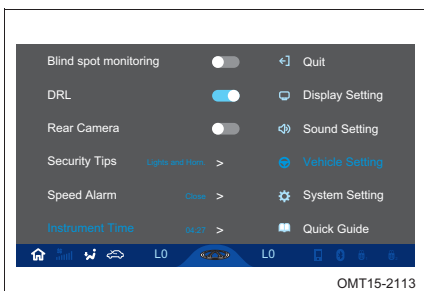 Blind spot monitoring
Quit
DRL
Display Setting
Rear Camera
Sound Setting
Security Tips Lights and Horn. >
Vehicle Setting
Speed Alarm Close >
System Setting
Instrument Time 04:27 >
Quick Guide
L0 L0
OMT15-2113